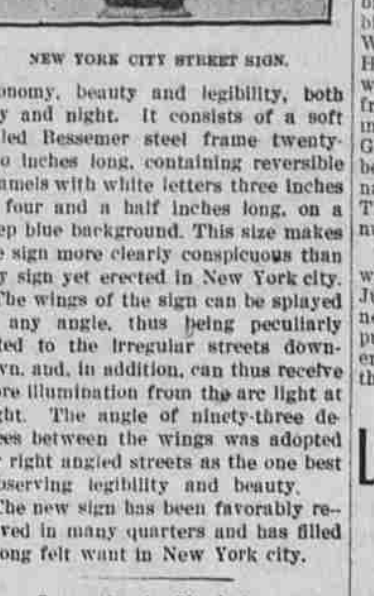 NEW YORK CITY STREET SIGN.
onomy, beauty and legibility, both
y and night. It consists of a soft
led Bessemer steel frame twenty-
o inches long, containing reversible
amels with white letters three inches
four and a half inches long, on a
ep blue background. This size makes
e sign more clearly conspicuous than
y sign yet erected in New York city.
The wings of the sign can be splayed
any angle, thus being peculiarly
ted to the irregular streets down-
wn, and, in addition, can thus receive
ore illumination from the arc light at
ght. The angle of ninety-three de-
ees between the wings was adopted
r right angled streets as the one best
bserving legibility and beauty.
The new sign has been favorably re-
ved in many quarters and has filled
ong felt want in New York city.